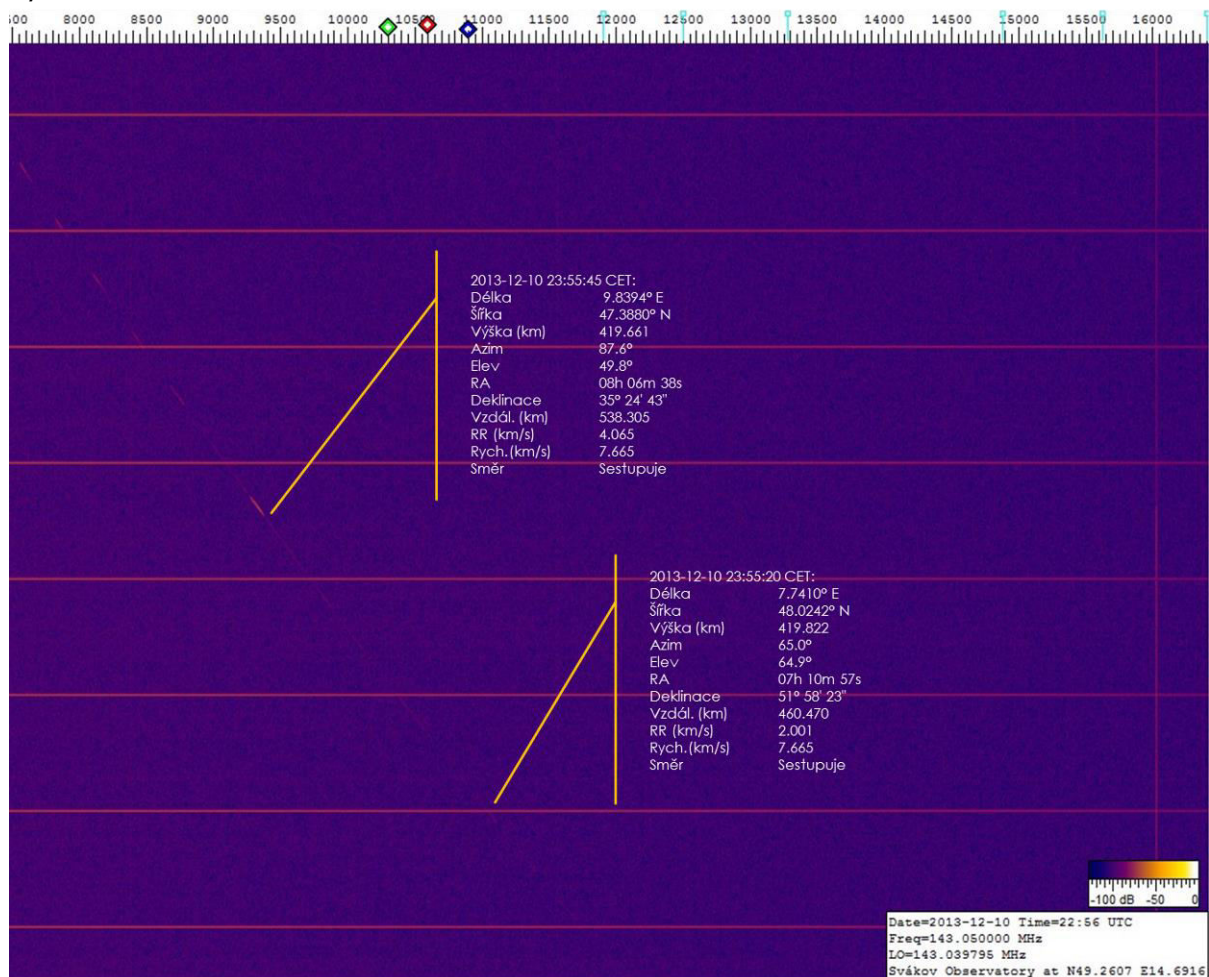 500 8000 8500 9000 9500 10000 10500 11000 11500 12000 12500 13000 13500 14000 14500 15000 15500 16000
2013-12-10 23:55:45 CET:
Délka 9.8394° E
Šířka 47.3880° N
Výška (km) 419.661
Azim 87.6°
Elev 49.8°
RA 08h 06m 38s
Deklinace 35° 24' 43"
Vzdál. (km) 538.305
RR (km/s) 4.065
Rych.(km/s) 7.665
Směr Sestupuje
2013-12-10 23:55:20 CET:
Délka 7.7410° E
Šířka 48.0242° N
Výška (km) 419.822
Azim 65.0°
Elev 64.9°
RA 07h 10m 57s
Deklinace 51° 58' 23"
Vzdál. (km) 460.470
RR (km/s) 2.001
Rych.(km/s) 7.665
Směr Sestupuje
-100 dB -50 0
Date=2013-12-10 Time=22:56 UTC
Freq=143.050000 MHz
LO=143.039795 MHz
Svákov Observatory at N49.2607 E14.6916